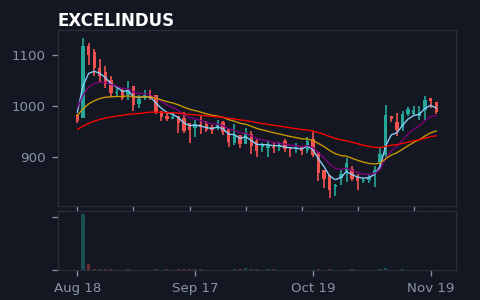 EXCELINDUS
1100
1000
900
Aug 18
Sep 17
Oct 19
Nov 19